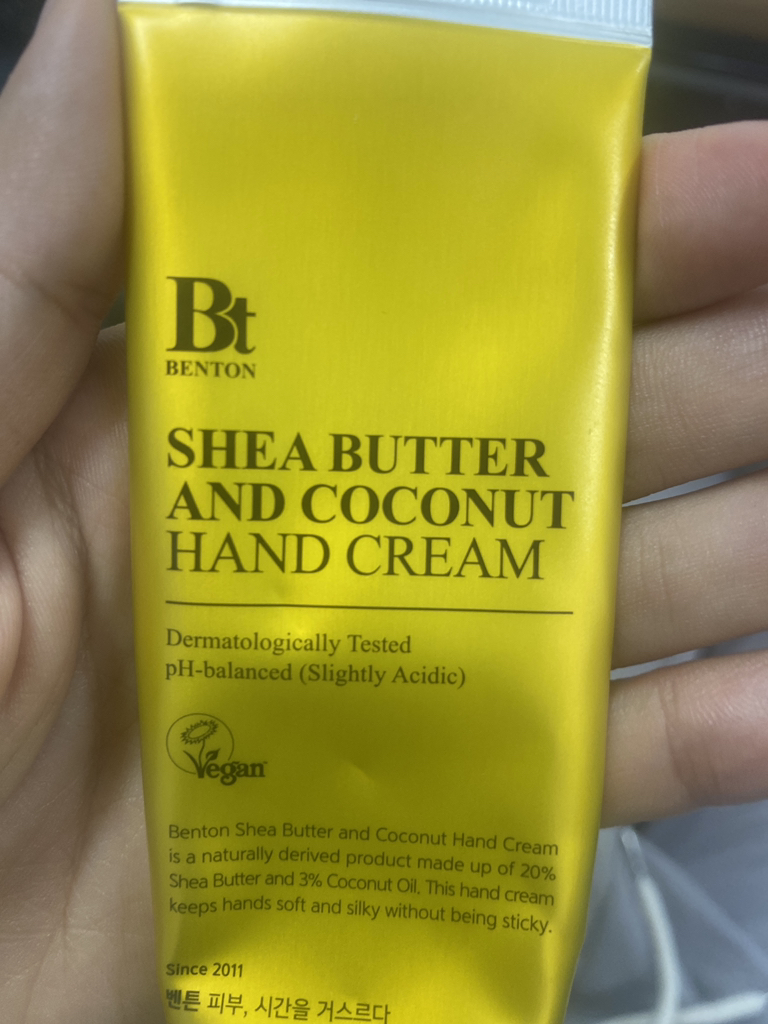 Bt
BENTON
SHEA BUTTER
AND COCONUT
HAND CREAM
Dermatologically Tested
pH-balanced (Slightly Acidic)
Vegan
Benton Shea Butter and Coconut Hand Cream
is a naturally derived product made up of 20%
Shea Butter and 3% Coconut Oil. This hand cream
keeps hands soft and silky without being sticky.
Since 2011
벤튼 피부, 시간을 거스르다